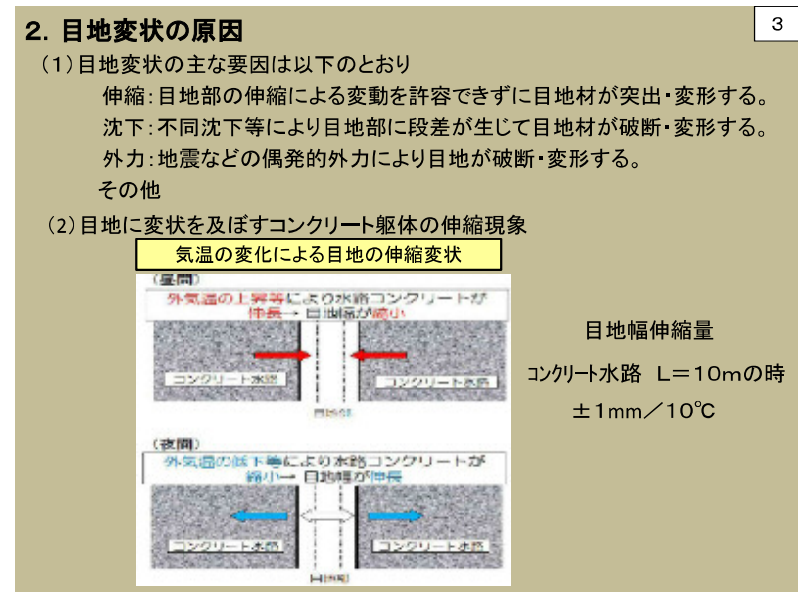 3
2. 目地変状の原因
(1)目地変状の主な要因は以下のとおり
伸縮:目地部の伸縮による変動を許容できずに目地材が突出・変形する。
沈下:不同沈下等により目地部に段差が生じて目地材が破断・変形する。
外力:地震などの偶発的外力により目地が破断・変形する。
その他
(2)目地に変状を及ぼすコンクリート躯体の伸縮現象
気温の変化による目地の伸縮変状
(昼間)
外気温の上昇等により水路コンクリートが
伸長→ 目地幅が縮小
コンクリート水路
コンクリート水路
目地部
(夜間)
外気温の低下等により水路コンクリートが
縮小→ 目地幅が伸長
コンクリート水路
コンクリート水路
目地部
目地幅伸縮量
コンクリート水路 L=10mの時
±1mm/10℃